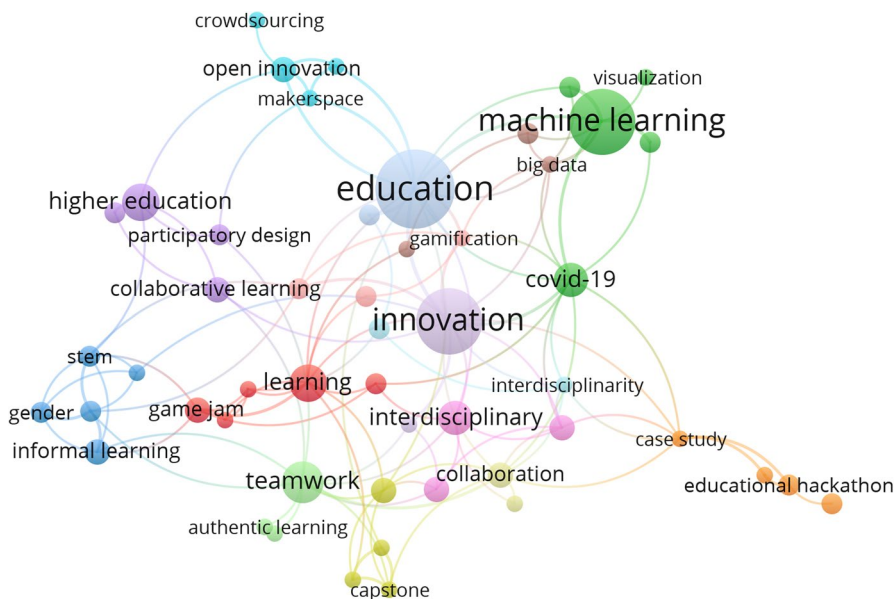 crowdsourcing
open innovation
makerspace
visualization
machine learning
big data
education
higher education
participatory design
gamification
collaborative learning
covid-19
innovation
stem
learning
interdisciplinarity
gender
game jam
interdisciplinary
informal learning
case study
teamwork
collaboration
educational hackathon
authentic learning
capstone